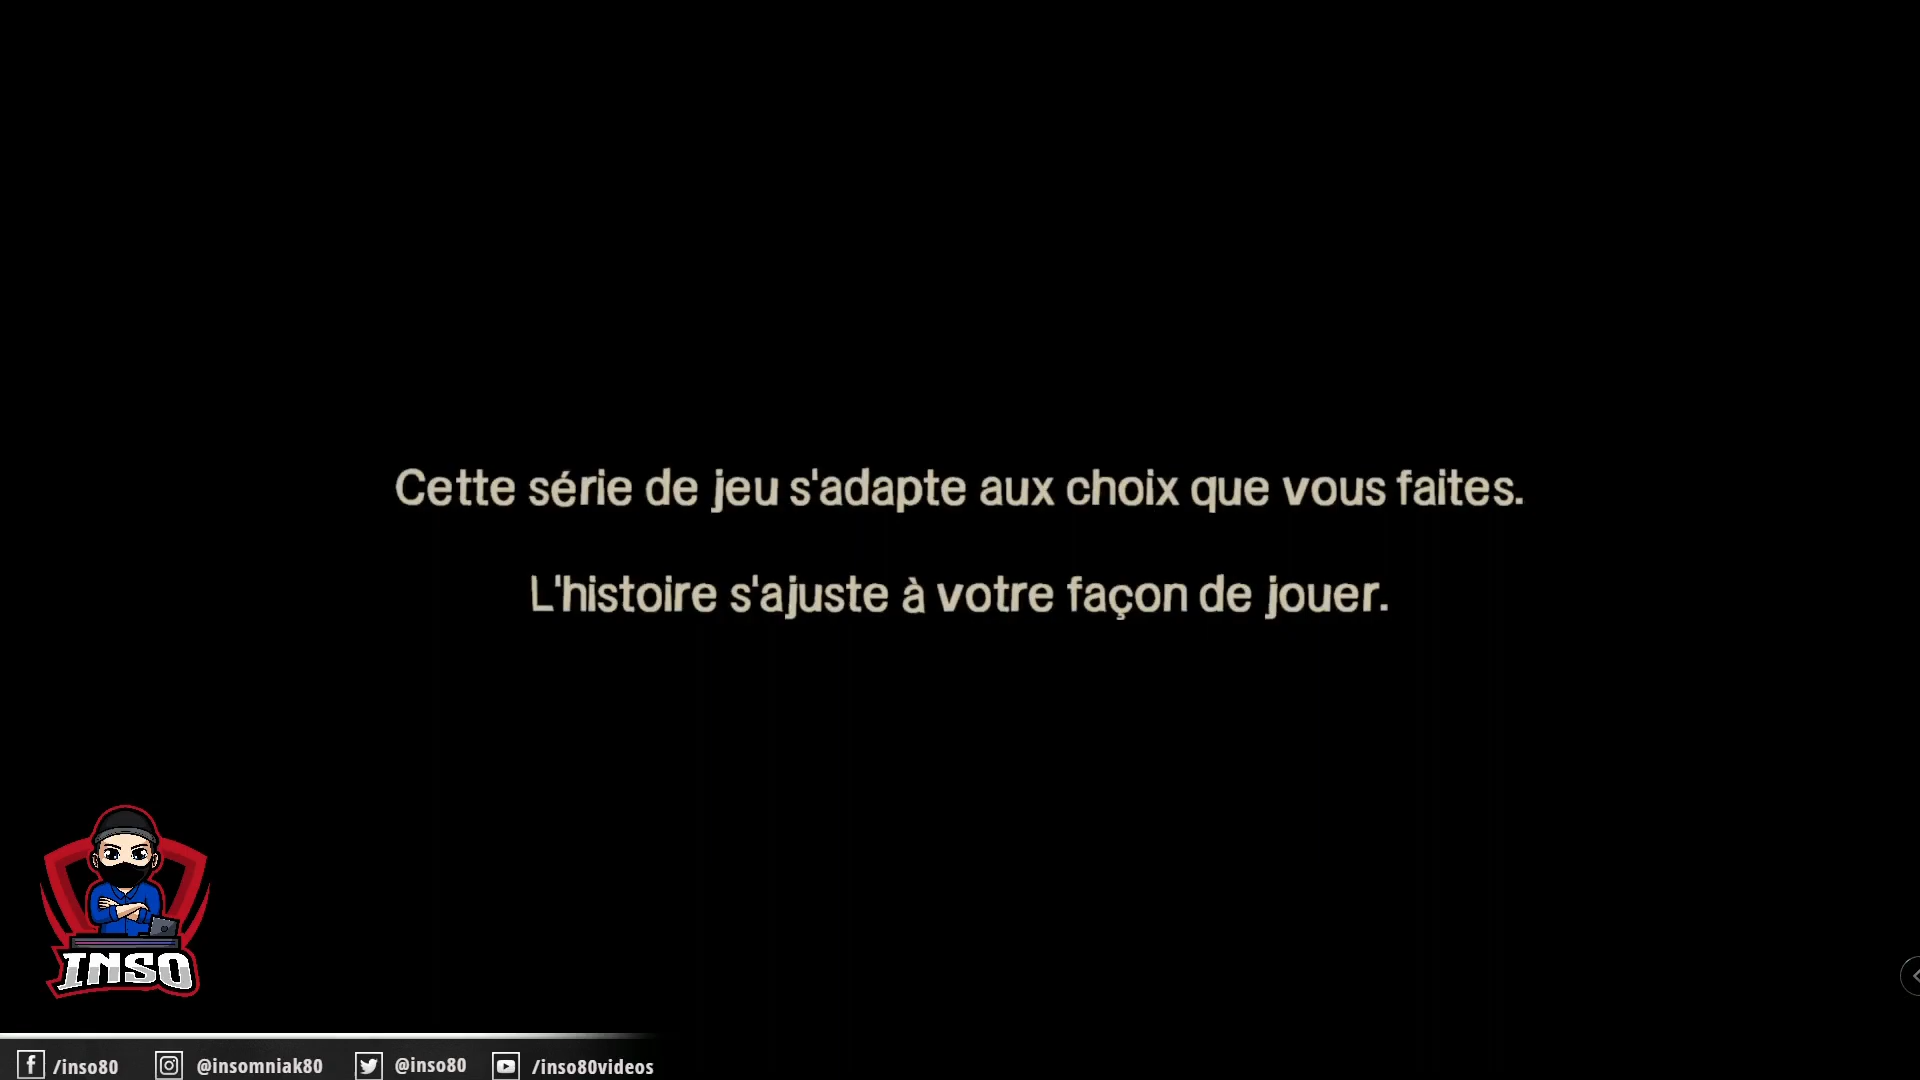 Cette série de jeu s'adapte aux choix que vous faites.
L'histoire s'ajuste à votre façon de jouer.
INSO
/inso80 @insomniak80 @inso80 /inso80videos